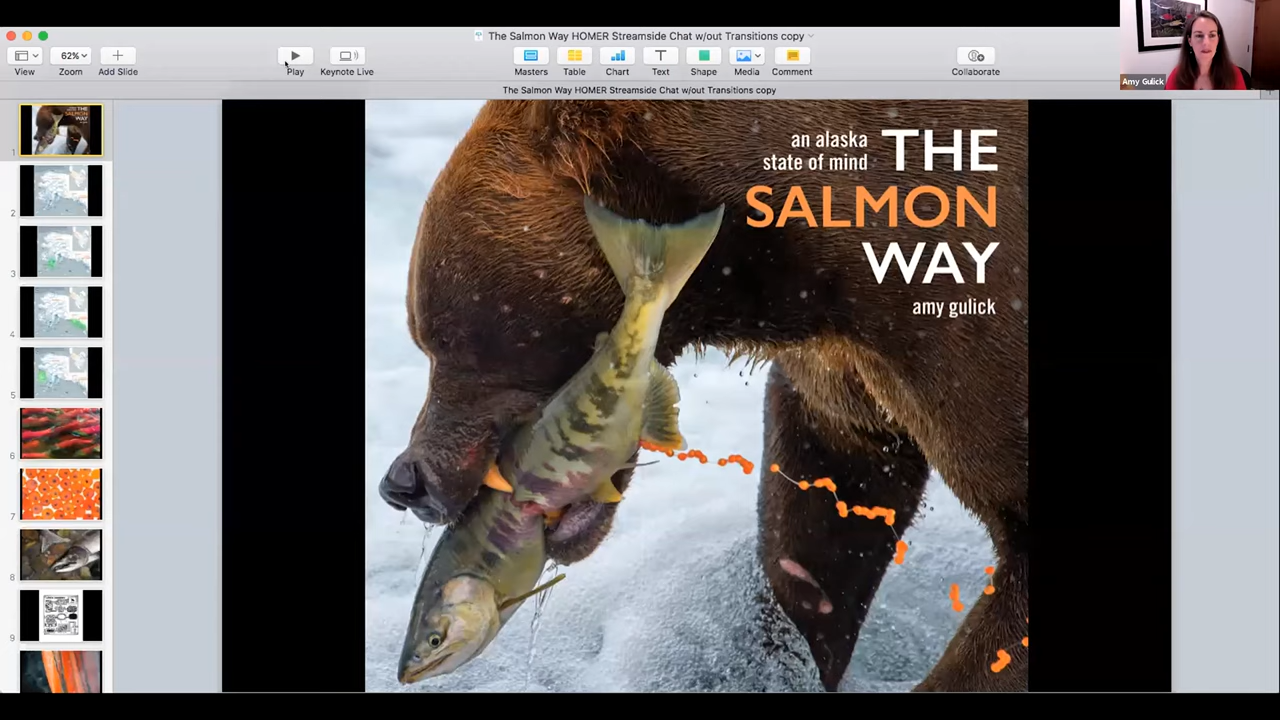 The Salmon Way HOMER Streamside Chat w/out Transitions copy
62%
View
Zoom
Add Slide
Play
Keynote Live
Masters
Table
Chart
Text
Shape
Media
Comment
Collaborate
The Salmon Way HOMER Streamside Chat w/out Transitions copy
Amy Gulick
1
2
3
4
5
6
7
8
9
an alaska
state of mind
THE
SALMON
WAY
amy gulick